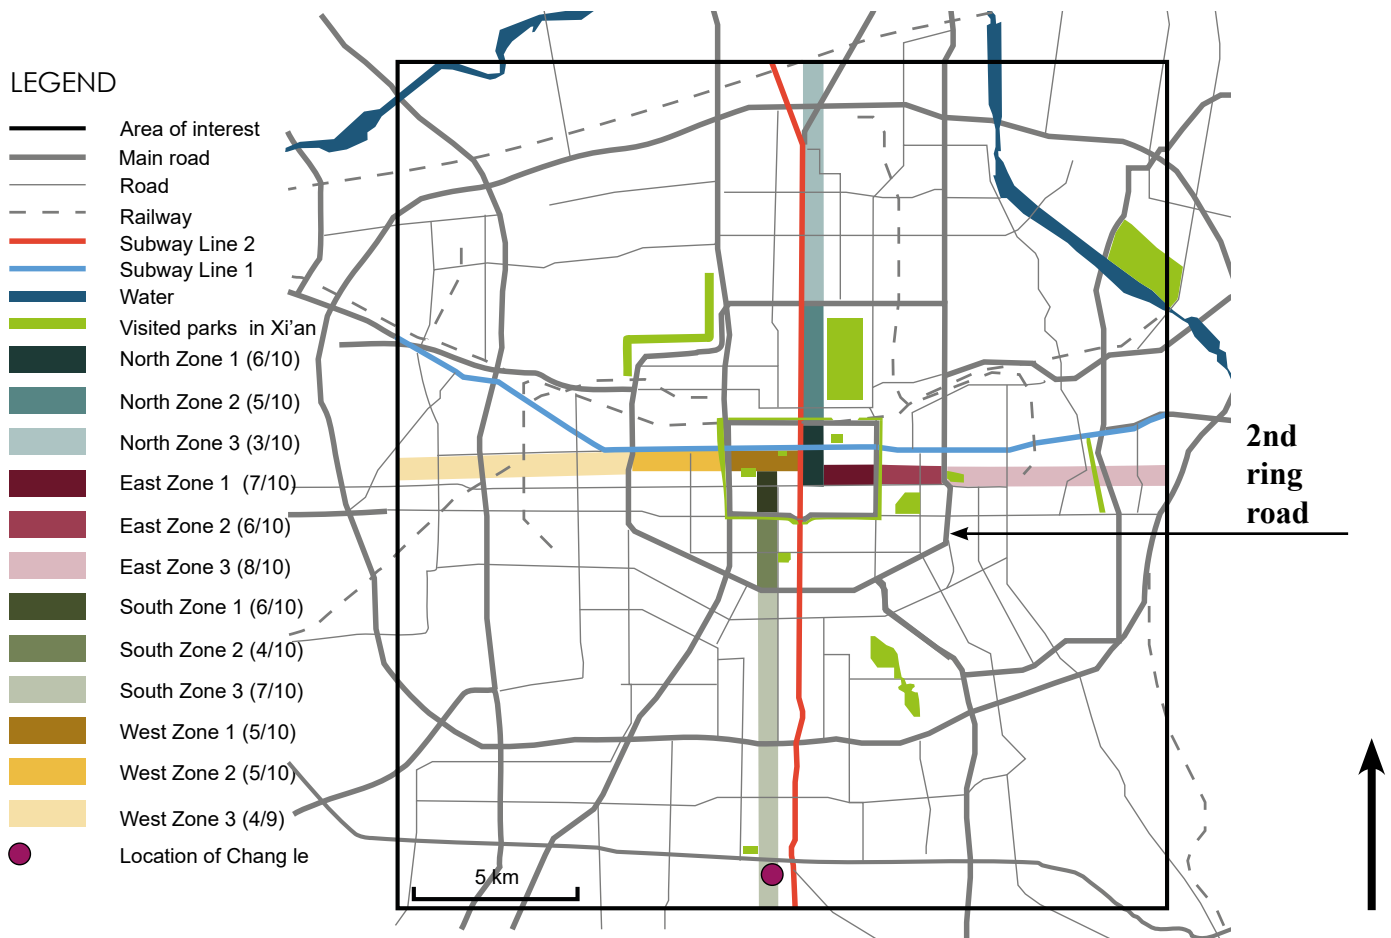 LEGEND
Area of interest
Main road
Road
Railway
Subway Line 2
Subway Line 1
Water
Visited parks in Xi'an
North Zone 1 (6/10)
North Zone 2 (5/10)
North Zone 3 (3/10)
East Zone 1 (7/10)
East Zone 2 (6/10)
East Zone 3 (8/10)
South Zone 1 (6/10)
South Zone 2 (4/10)
South Zone 3 (7/10)
West Zone 1 (5/10)
West Zone 2 (5/10)
West Zone 3 (4/9)
Location of Chang le
5 km
2nd
ring
road